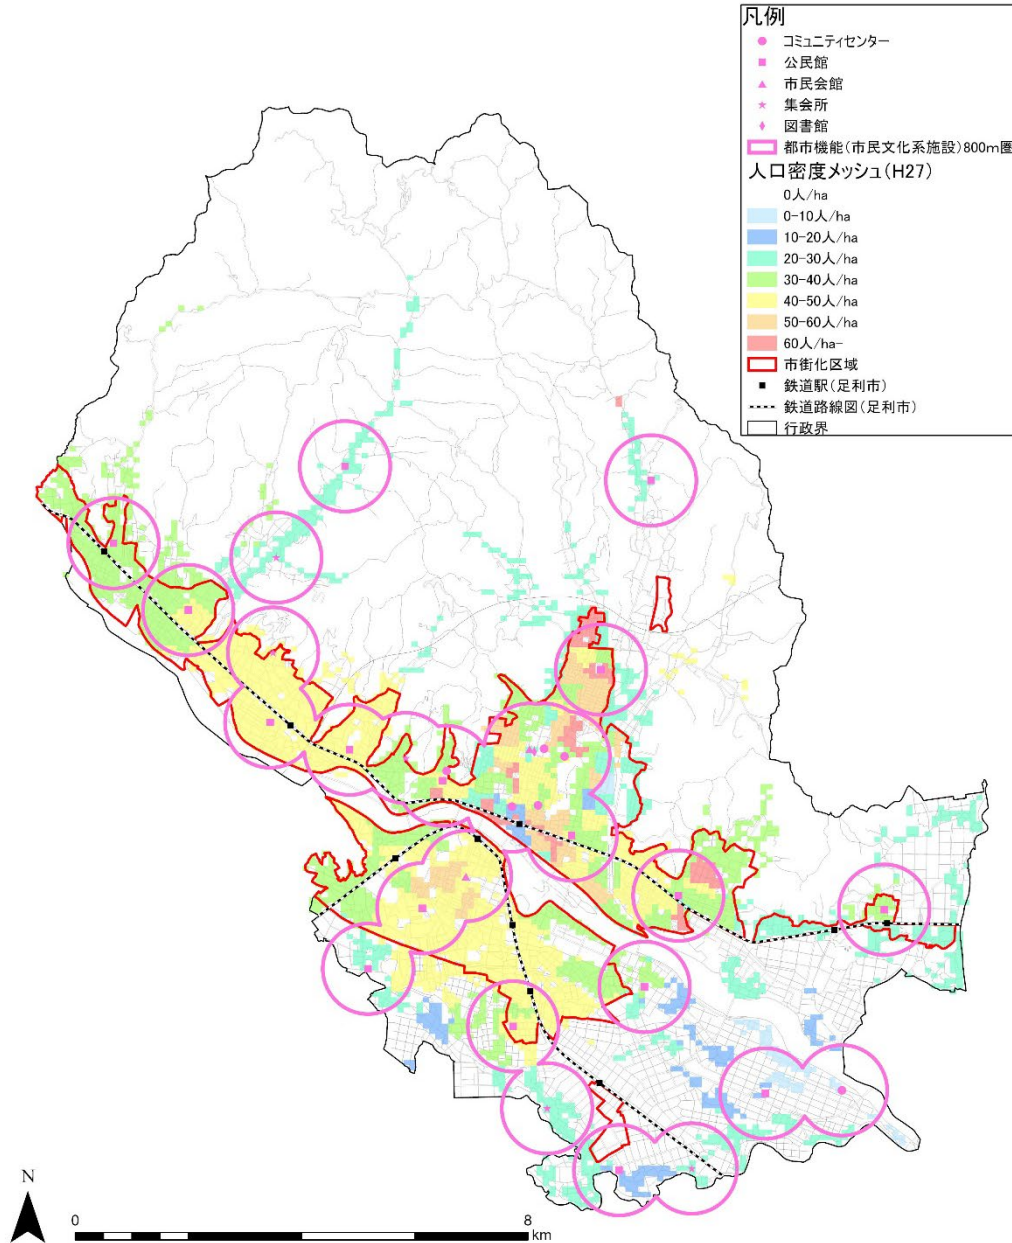 凡例
コミュニティセンター
公民館
市民会館
集会所
図書館
都市機能(市民文化系施設)800m圏
人口密度メッシュ(H27)
0人/ha
0-10人/ha
10-20人/ha
20-30人/ha
30-40人/ha
40-50人/ha
50-60人/ha
60人/ha-
市街化区域
鉄道駅(足利市)
鉄道路線図(足利市)
行政界
N
0 8
km